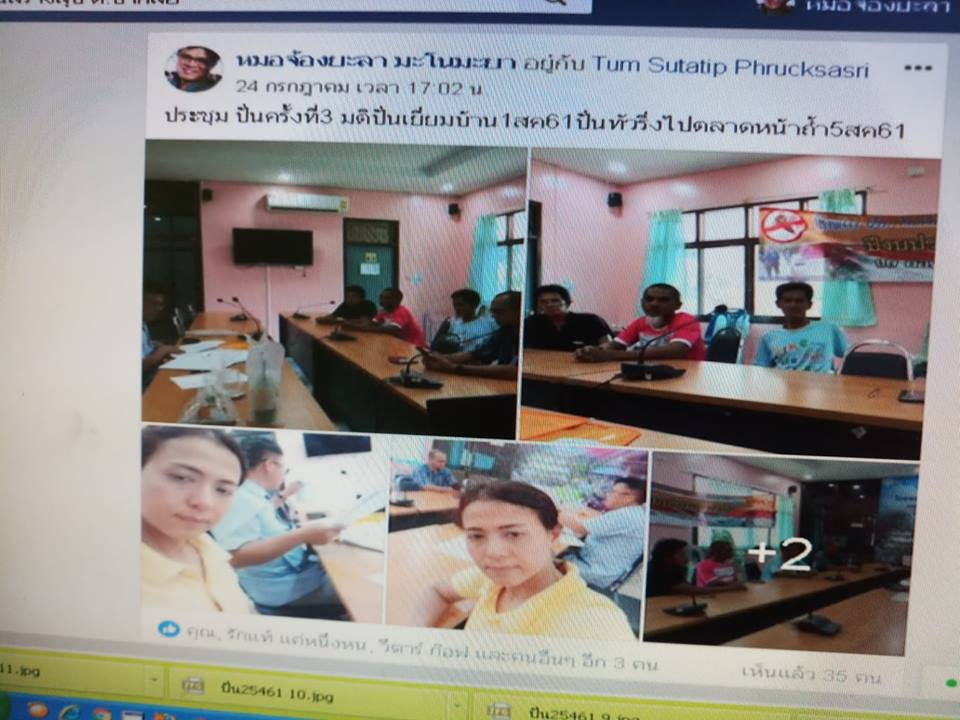 หมอจ้องยะลา
หมอจ้องยะลา มะโนมะยา อยู่กับ Tum Sutatip Phrucksasri
24 กรกฎาคม เวลา 17:02 น.
ประชุม ปั่นครั้งที่3 มติปั่นเยี่ยมบ้าน1สค61ปั่นทัวริ่งไปตลาดหน้าถ้ำ5สค61
+2
คุณ, รักแท้ แค่หนึ่งหน, วีตาร์ ก๊อฟ และคนอื่นๆ อีก 3 คน
เห็นแล้ว 35 คน
11.jpg
ปั่น25461 10.jpg
ปั่น25461 9.jpg